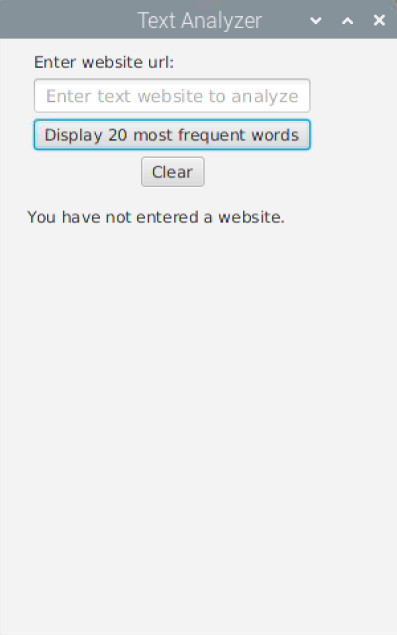 Text Analyzer
Enter website url:
Enter text website to analyze
Display 20 most frequent words
Clear
You have not entered a website.